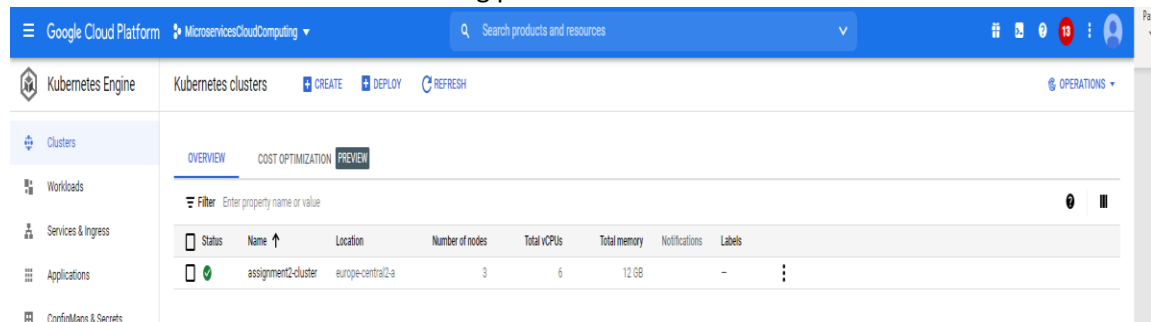 Google Cloud Platform MicroservicesCloudComputing Search products and resources 13
Kubernetes Engine Kubernetes clusters CREATE DEPLOY REFRESH OPERATIONS
Clusters
OVERVIEW COST OPTIMIZATION PREVIEW
Workloads
Filter Enter property name or value
Services & Ingress
Status Name Location Number of nodes Total vCPUs Total memory Notifications Labels
Applications
assignment2-cluster europe-central2-a 3 6 12 GB –
ConfigMaps & Secrets